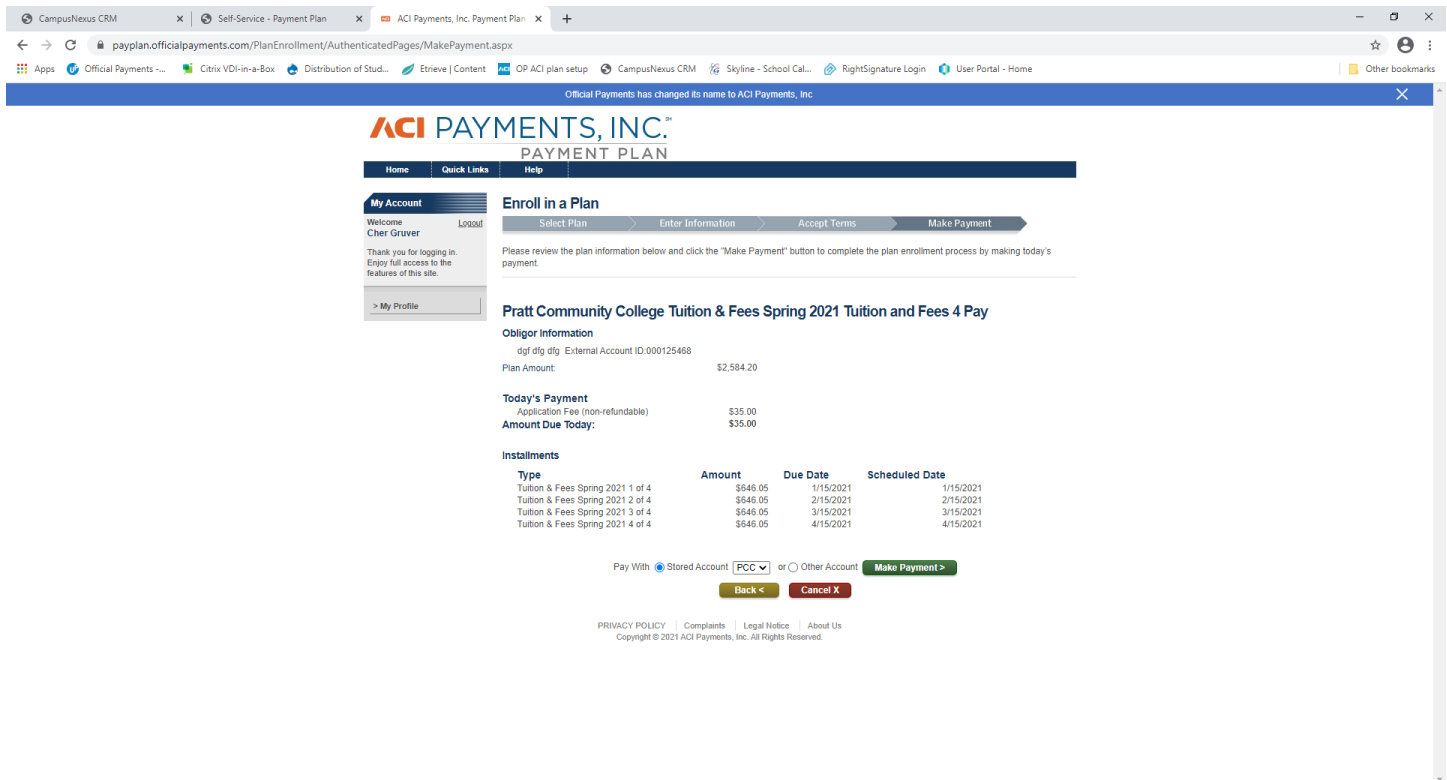 CampusNexus CRM
Self-Service - Payment Plan
ACI Payments, Inc. Payment Plan
payplan.officialpayments.com/PlanEnrollment/AuthenticatedPages/MakePayment.aspx
Apps Official Payments -... Citrix VDI-in-a-Box Distribution of Stud... Etrieve | Content OP ACI plan setup CampusNexus CRM Skyline - School Cal... RightSignature Login User Portal - Home Other bookmarks
Official Payments has changed its name to ACI Payments, Inc
ACI PAYMENTS, INC.℠
PAYMENT PLAN
Home Quick Links Help
My Account
Welcome Logout
Cher Gruver
Thank you for logging in.
Enjoy full access to the
features of this site.
> My Profile
Enroll in a Plan
Select Plan Enter Information Accept Terms Make Payment
Please review the plan information below and click the "Make Payment" button to complete the plan enrollment process by making today's
payment.
Pratt Community College Tuition & Fees Spring 2021 Tuition and Fees 4 Pay
Obligor Information
dgf dfg dfg External Account ID:000125468
Plan Amount: $2,584.20
Today's Payment
Application Fee (non-refundable) $35.00
Amount Due Today: $35.00
Installments
Type Amount Due Date Scheduled Date
Tuition & Fees Spring 2021 1 of 4 $646.05 1/15/2021 1/15/2021
Tuition & Fees Spring 2021 2 of 4 $646.05 2/15/2021 2/15/2021
Tuition & Fees Spring 2021 3 of 4 $646.05 3/15/2021 3/15/2021
Tuition & Fees Spring 2021 4 of 4 $646.05 4/15/2021 4/15/2021
Pay With Stored Account PCC or Other Account Make Payment >
Back < Cancel X
PRIVACY POLICY Complaints Legal Notice About Us
Copyright © 2021 ACI Payments, Inc. All Rights Reserved.